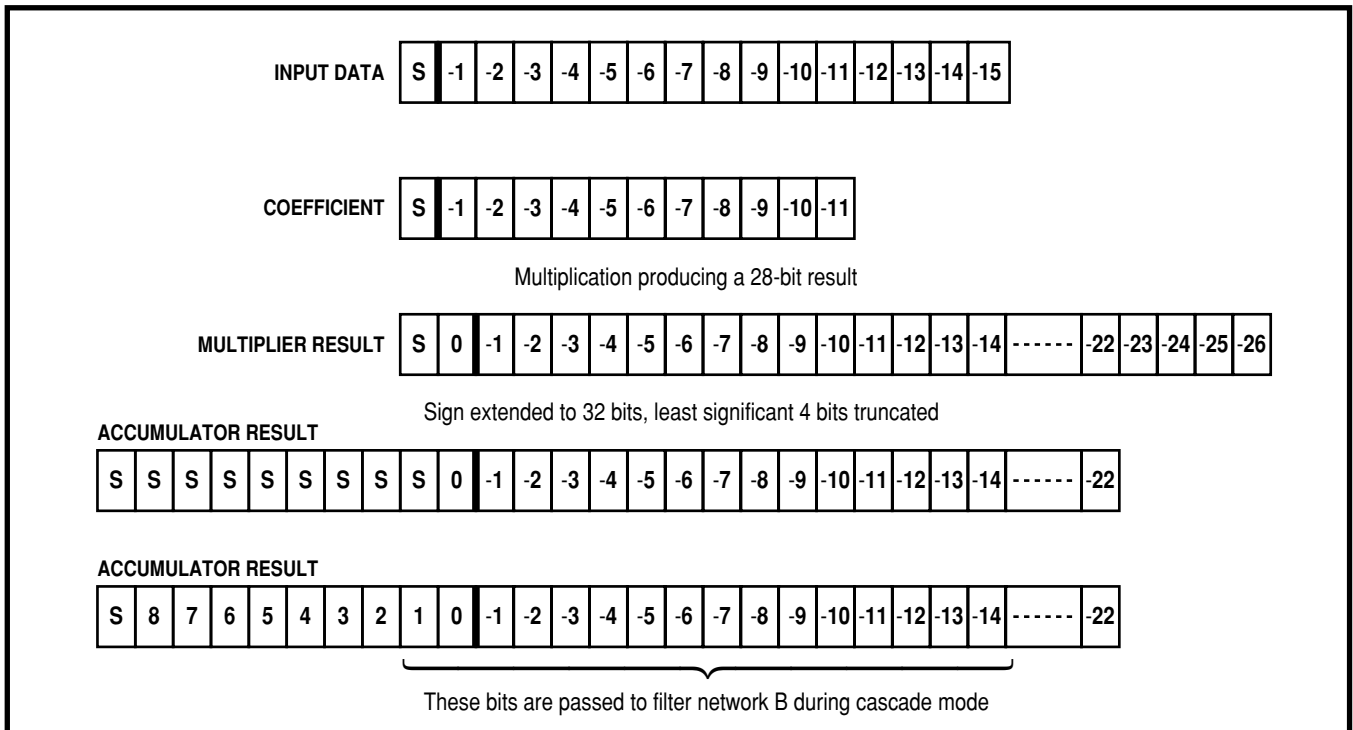 INPUT DATA S -1 -2 -3 -4 -5 -6 -7 -8 -9 -10 -11 -12 -13 -14 -15
COEFFICIENT S -1 -2 -3 -4 -5 -6 -7 -8 -9 -10 -11
Multiplication producing a 28-bit result
MULTIPLIER RESULT S 0 -1 -2 -3 -4 -5 -6 -7 -8 -9 -10 -11 -12 -13 -14 ------ -22 -23 -24 -25 -26
Sign extended to 32 bits, least significant 4 bits truncated
ACCUMULATOR RESULT
S S S S S S S S S 0 -1 -2 -3 -4 -5 -6 -7 -8 -9 -10 -11 -12 -13 -14 ------ -22
ACCUMULATOR RESULT
S 8 7 6 5 4 3 2 1 0 -1 -2 -3 -4 -5 -6 -7 -8 -9 -10 -11 -12 -13 -14 ------ -22
These bits are passed to filter network B during cascade mode